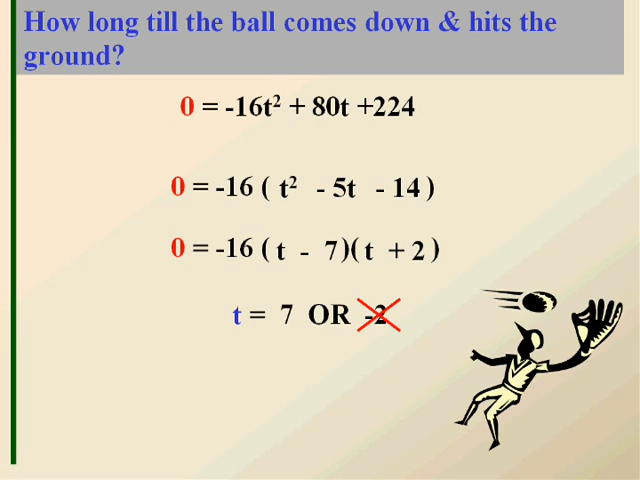 How long till the ball comes down & hits the
ground?
0 = -16t² + 80t +224
0 = -16 ( t² - 5t - 14 )
0 = -16 ( t - 7 )( t + 2 )
t = 7 OR -2